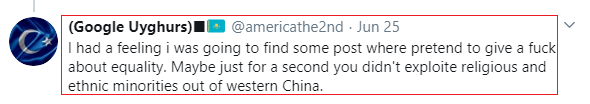 (Google Uyghurs)■🇰🇿 @americathe2nd · Jun 25
I had a feeling i was going to find some post where pretend to give a fuck
about equality. Maybe just for a second you didn't exploite religious and
ethnic minorities out of western China.